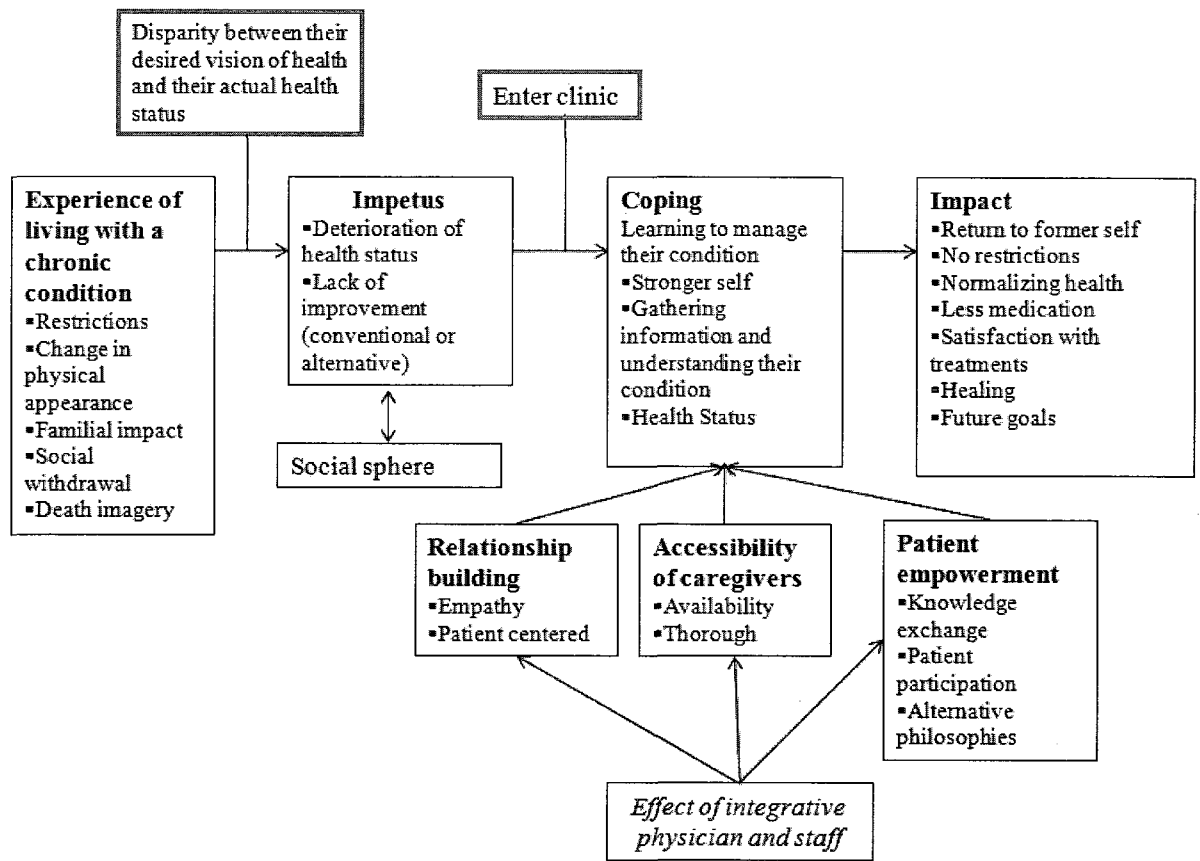 Disparity between their
desired vision of health
and their actual health
status
Enter clinic
Experience of
living with a
chronic
condition
▪Restrictions
▪Change in
physical
appearance
▪Familial impact
▪Social
withdrawal
▪Death imagery
Impetus
▪Deterioration of
health status
▪Lack of
improvement
(conventional or
alternative)
Social sphere
Coping
Learning to manage
their condition
▪Stronger self
▪Gathering
information and
understanding their
condition
▪Health Status
Impact
▪Return to former self
▪No restrictions
▪Normalizing health
▪Less medication
▪Satisfaction with
treatments
▪Healing
▪Future goals
Relationship
building
▪Empathy
▪Patient centered
Accessibility
of caregivers
▪Availability
▪Thorough
Patient
empowerment
▪Knowledge
exchange
▪Patient
participation
▪Alternative
philosophies
Effect of integrative
physician and staff